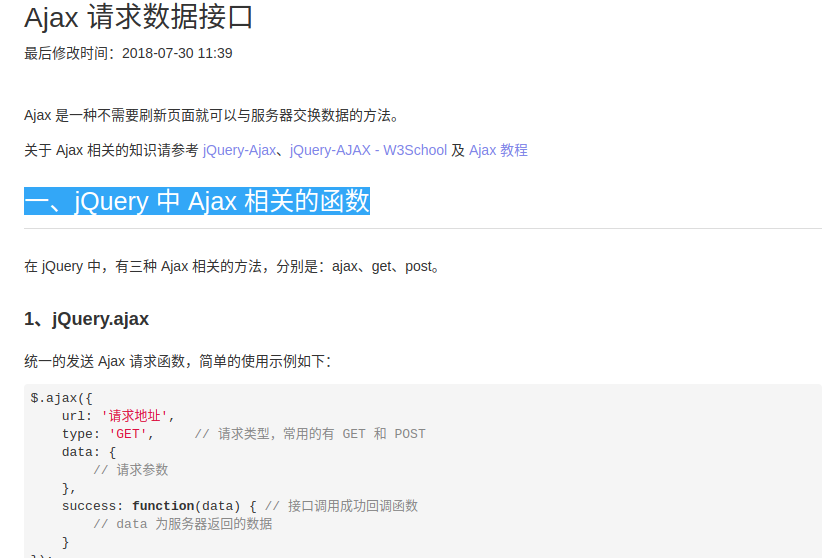 Ajax 请求数据接口
最后修改时间：2018-07-30 11:39
Ajax 是一种不需要刷新页面就可以与服务器交换数据的方法。
关于 Ajax 相关的知识请参考 jQuery-Ajax、jQuery-AJAX - W3School 及 Ajax 教程
一、jQuery 中 Ajax 相关的函数
在 jQuery 中，有三种 Ajax 相关的方法，分别是：ajax、get、post。
1、jQuery.ajax
统一的发送 Ajax 请求函数，简单的使用示例如下：
$.ajax({
    url: '请求地址',
    type: 'GET',     // 请求类型，常用的有 GET 和 POST
    data: {
        // 请求参数
    },
    success: function(data) { // 接口调用成功回调函数
        // data 为服务器返回的数据
    }